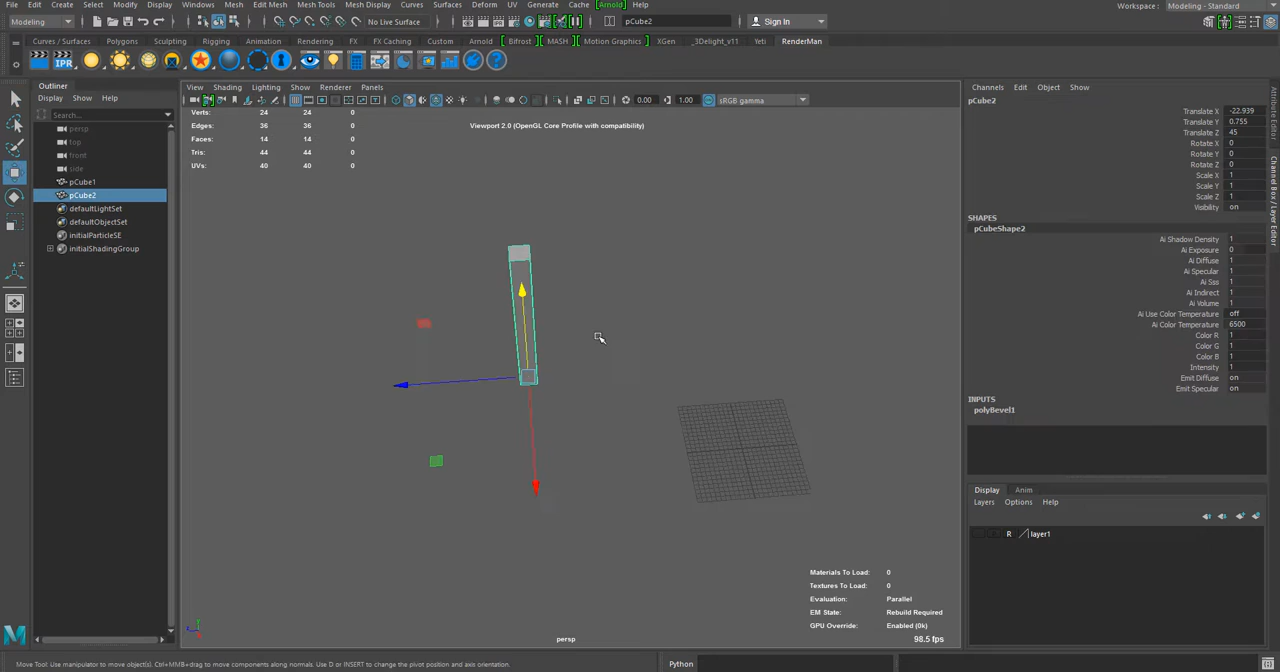 File Edit Create Select Modify Display Windows Mesh Edit Mesh Mesh Tools Mesh Display Curves Surfaces Deform UV Generate Cache Arnold Help
Workspace : Modeling - Standard*
Modeling No Live Surface pCube2 Sign In
Curves / Surfaces Polygons Sculpting Rigging Animation Rendering FX FX Caching Custom Arnold Bifrost MASH Motion Graphics XGen _3Delight_v11 Yeti RenderMan
IPR
Outliner
Display Show Help
Search...
persp
top
front
side
pCube1
pCube2
defaultLightSet
defaultObjectSet
initialParticleSE
initialShadingGroup
View Shading Lighting Show Renderer Panels
0.00 1.00 sRGB gamma
Verts: 24 24 0
Edges: 36 36 0
Faces: 14 14 0
Tris: 44 44 0
UVs: 40 40 0
Viewport 2.0 (OpenGL Core Profile with compatibility)
Materials To Load: 0
Textures To Load: 0
Evaluation: Parallel
EM State: Rebuild Required
GPU Override: Enabled (0k)
98.5 fps
persp
Channels Edit Object Show
pCube2
Translate X -22.939
Translate Y 0.755
Translate Z 45
Rotate X 0
Rotate Y 0
Rotate Z 0
Scale X 1
Scale Y 1
Scale Z 1
Visibility on
SHAPES
pCubeShape2
Ai Shadow Density 1
Ai Exposure 0
Ai Diffuse 1
Ai Specular 1
Ai Sss 1
Ai Indirect 1
Ai Volume 1
Ai Use Color Temperature off
Ai Color Temperature 6500
Color R 1
Color G 1
Color B 1
Intensity 1
Emit Diffuse on
Emit Specular on
INPUTS
polyBevel1
Display Anim
Layers Options Help
R layer1
Attribute Editor
Channel Box / Layer Editor
Move Tool: Use manipulator to move object(s). Ctrl+MMB+drag to move components along normals. Use D or INSERT to change the pivot position and axis orientation.
Python